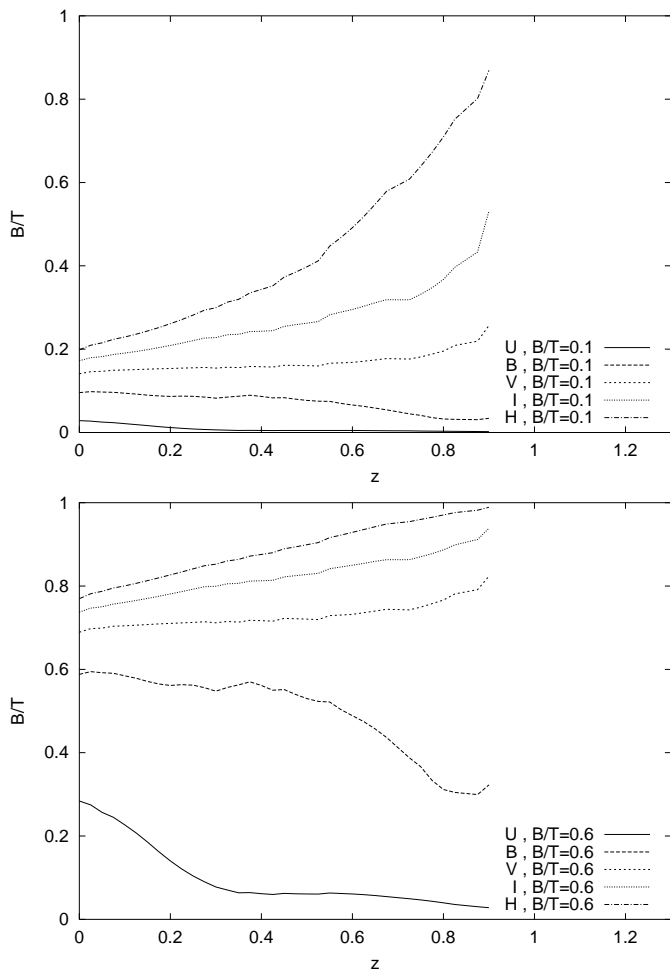 1
0.8
0.6
B/T
0.4
0.2
0
U , B/T=0.1
B , B/T=0.1
V , B/T=0.1
I , B/T=0.1
H , B/T=0.1
0 0.2 0.4 0.6 0.8 1 1.2
z
1
0.8
0.6
B/T
0.4
0.2
0
U , B/T=0.6
B , B/T=0.6
V , B/T=0.6
I , B/T=0.6
H , B/T=0.6
0 0.2 0.4 0.6 0.8 1 1.2
z